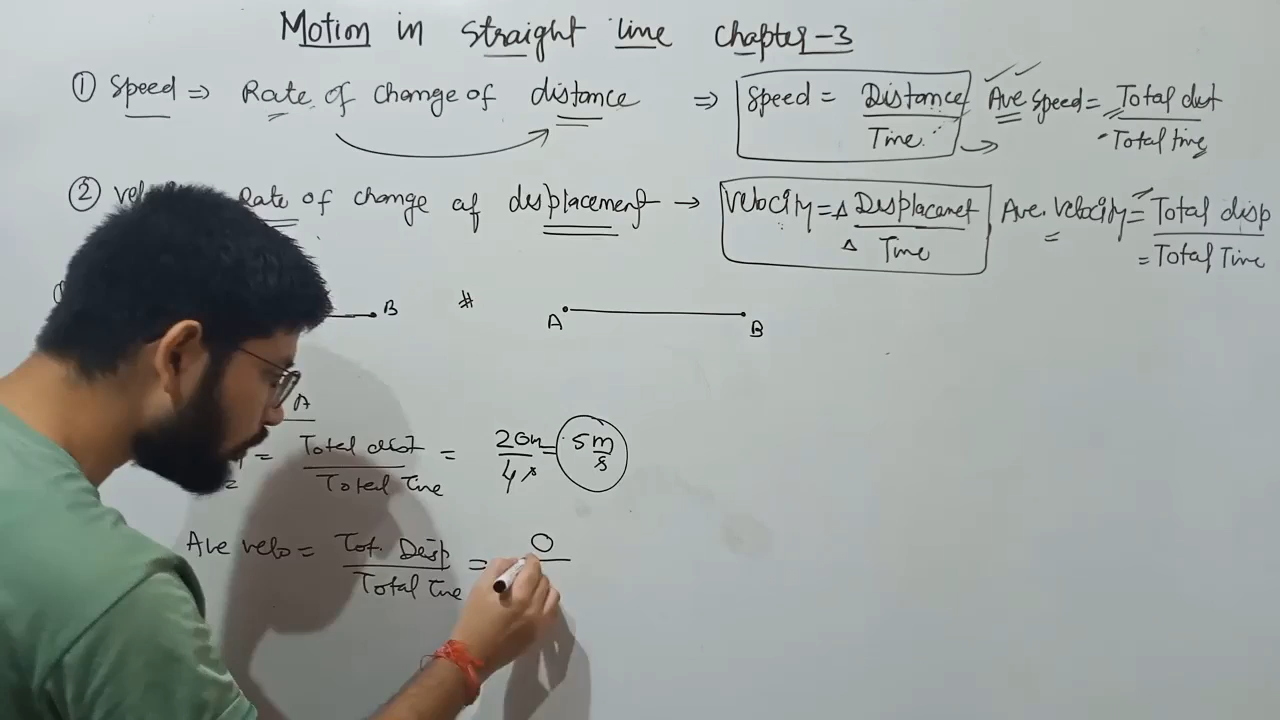 Motion in straight line chapter-3
① Speed ⇒ Rate of change of distance ⇒ Speed = Distance / Time Ave Speed = Total dist / Total time
② Rate of change of displacement → Velocity = Δ Displacemet / Δ Time Ave. Velocity = Total disp / = Total Time
B # A B
A
= Total dist / Total Time = 20m / 4s = 5 m/s
Ave velo = Tot. Disp / Total Time = 0